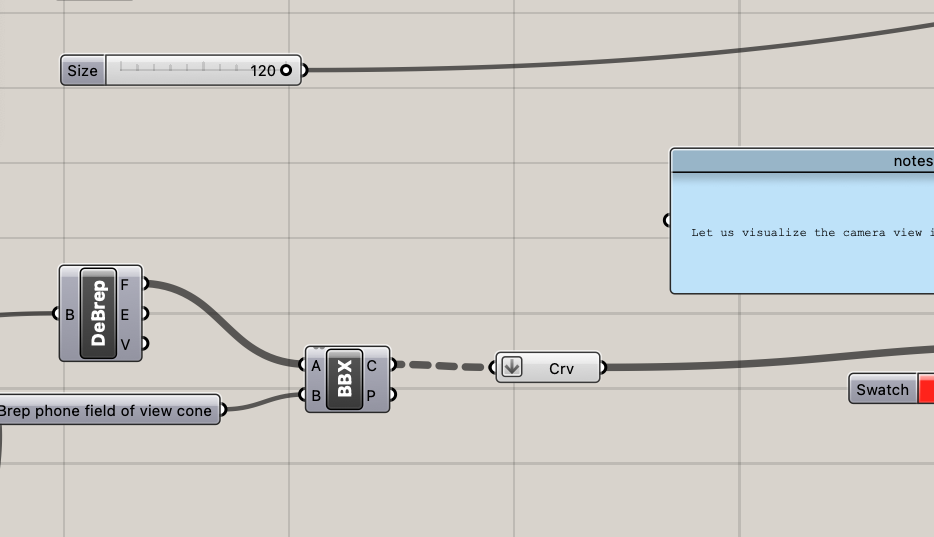 Size
120
notes
Let us visualize the camera view i
B
DeBrep
F
E
V
A
B
BBX
C
P
Crv
Brep phone field of view cone
Swatch